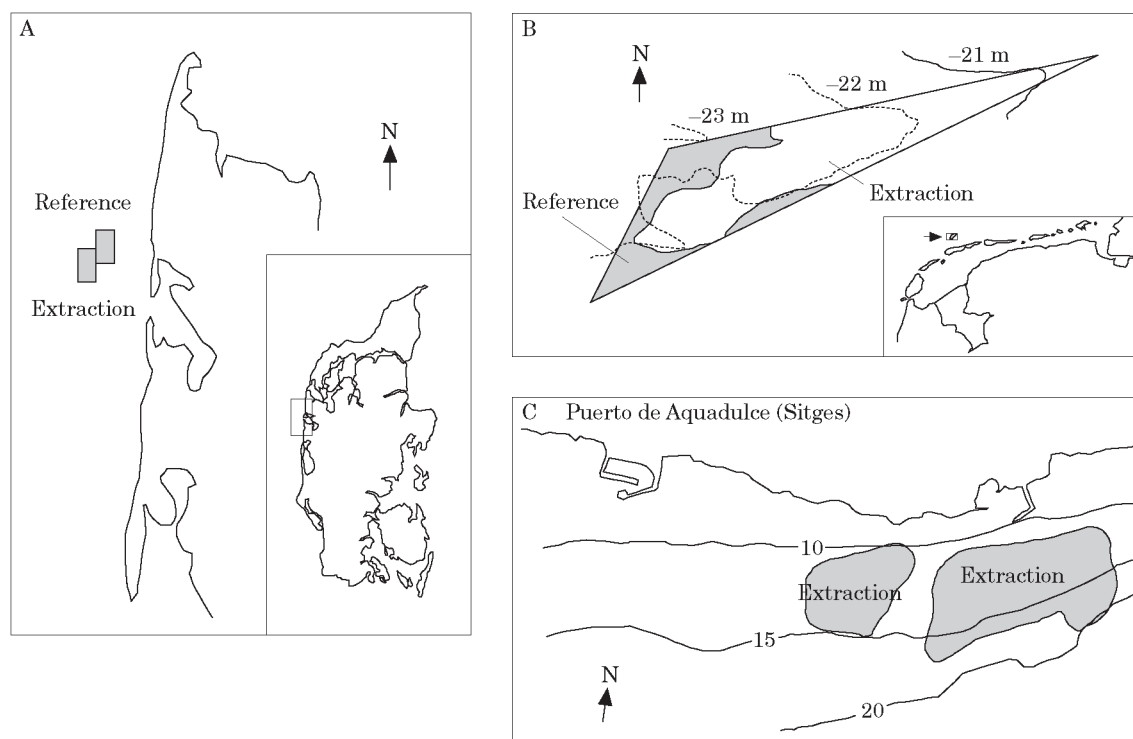 A
N
Reference
Extraction
B
N
–21 m
–22 m
–23 m
Extraction
Reference
C Puerto de Aquadulce (Sitges)
10
Extraction
Extraction
15
N
20